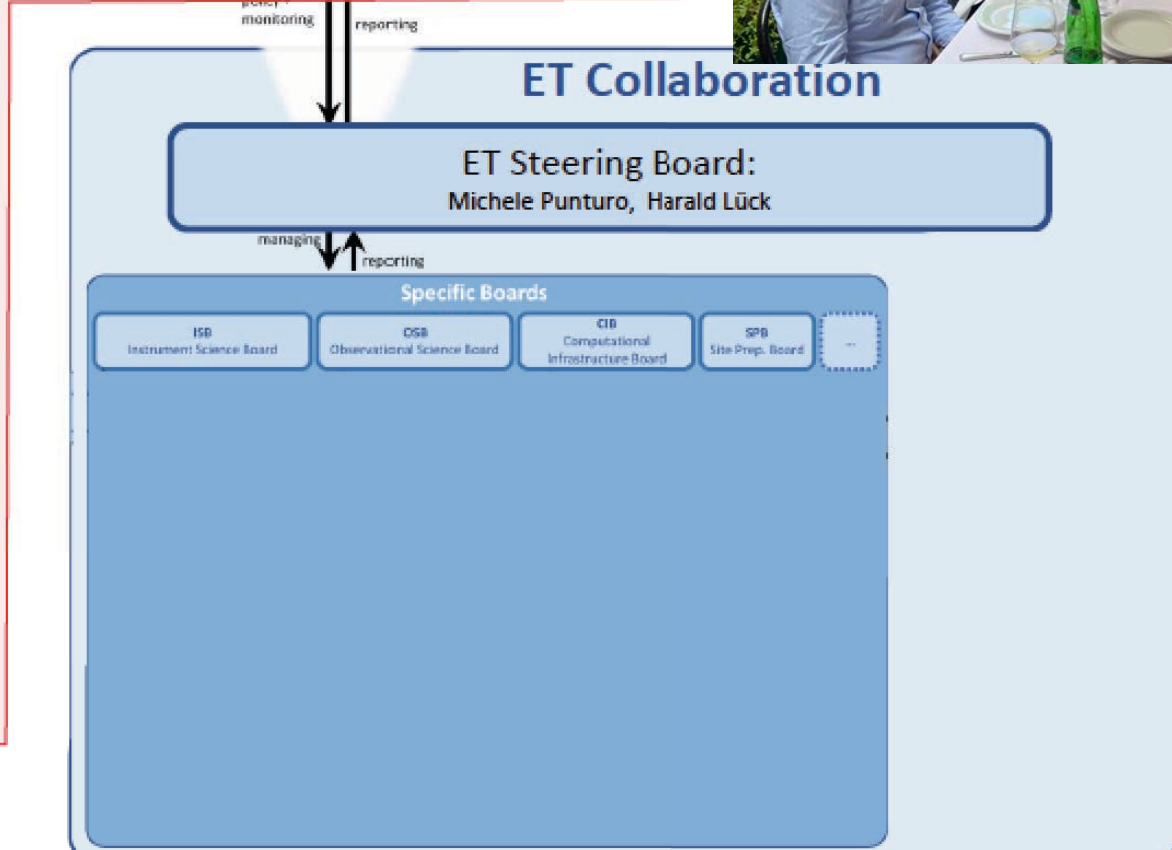 monitoring
reporting
ET Collaboration
ET Steering Board:
Michele Punturo, Harald Lück
managing
reporting
Specific Boards
ISB
Instrument Science Board
OSB
Observational Science Board
CIB
Computational
Infrastructure Board
SPB
Site Prep. Board
...